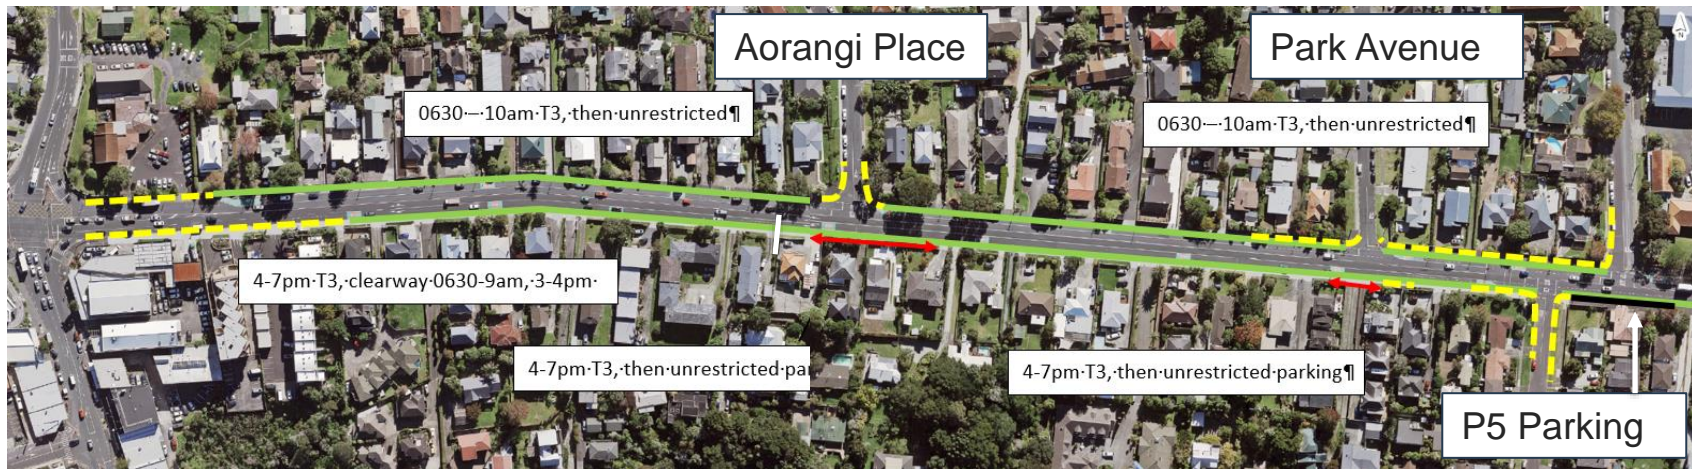 Aorangi Place
Park Avenue
0630·–·10am·T3,·then·unrestricted¶
0630·–·10am·T3,·then·unrestricted¶
4-7pm·T3,·clearway·0630-9am,·3-4pm·
4-7pm·T3,·then·unrestricted·par
4-7pm·T3,·then·unrestricted·parking¶
P5 Parking
N